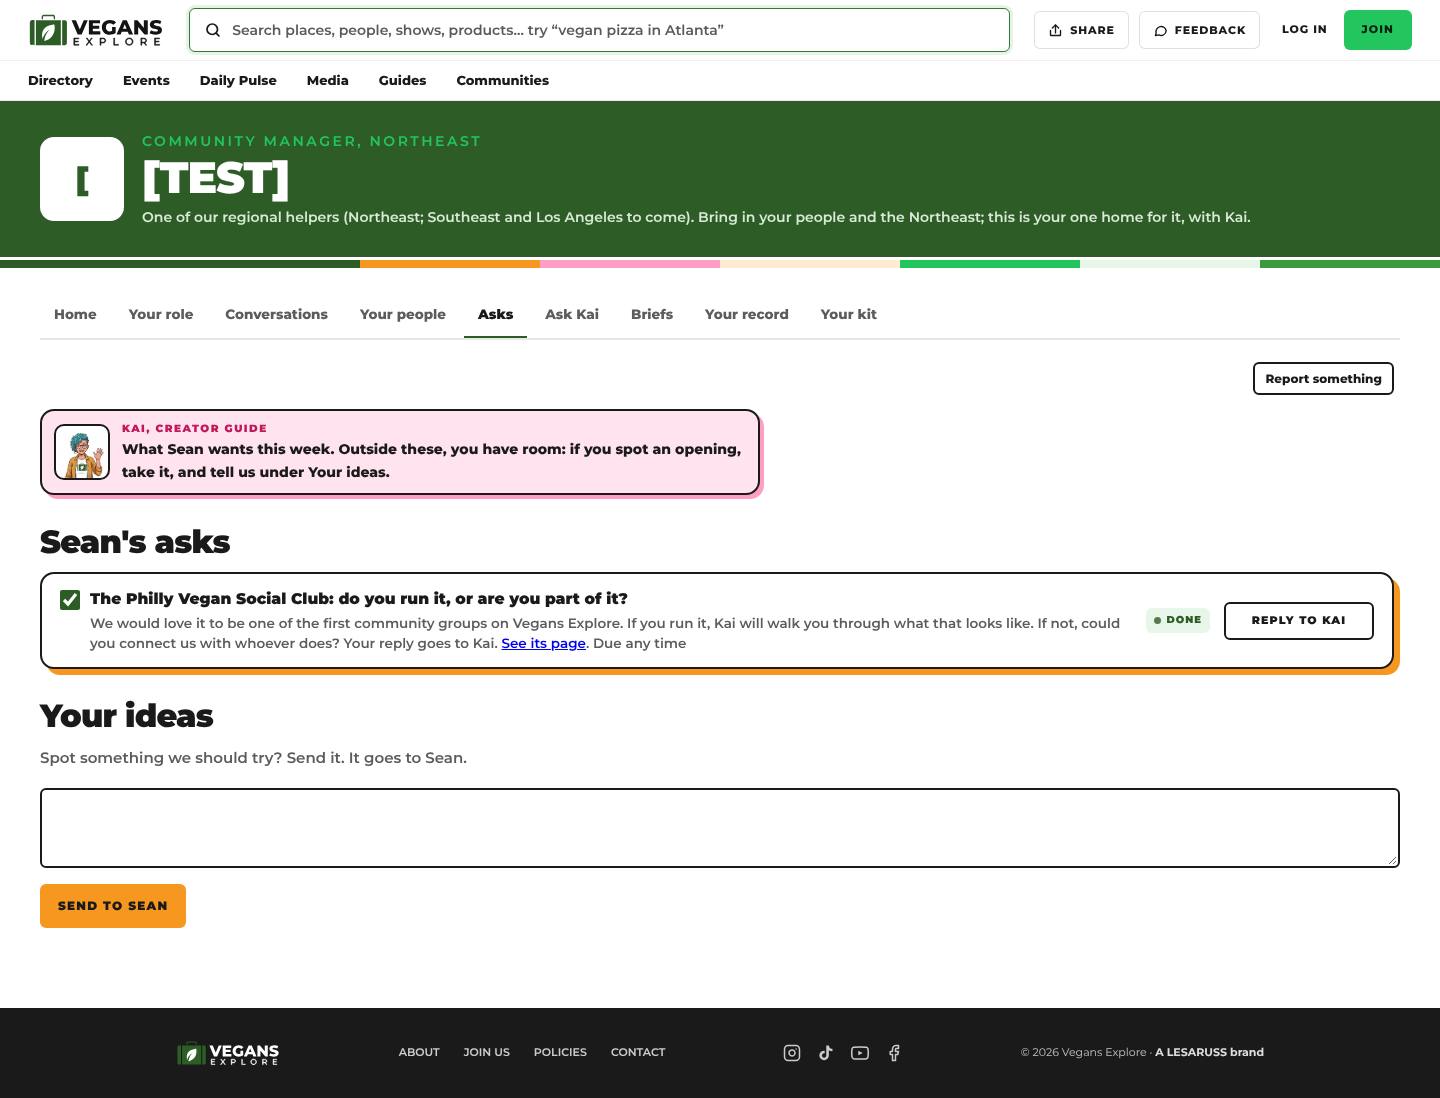 VEGANS
EXPLORE
Search places, people, shows, products... try “vegan pizza in Atlanta”
SHARE
FEEDBACK
LOG IN
JOIN
Directory
Events
Daily Pulse
Media
Guides
Communities
[
COMMUNITY MANAGER, NORTHEAST
[TEST]
One of our regional helpers (Northeast; Southeast and Los Angeles to come). Bring in your people and the Northeast; this is your one home for it, with Kai.
Home
Your role
Conversations
Your people
Asks
Ask Kai
Briefs
Your record
Your kit
Report something
KAI, CREATOR GUIDE
What Sean wants this week. Outside these, you have room: if you spot an opening,
take it, and tell us under Your ideas.
Sean's asks
The Philly Vegan Social Club: do you run it, or are you part of it?
We would love it to be one of the first community groups on Vegans Explore. If you run it, Kai will walk you through what that looks like. If not, could
you connect us with whoever does? Your reply goes to Kai. See its page. Due any time
DONE
REPLY TO KAI
Your ideas
Spot something we should try? Send it. It goes to Sean.
SEND TO SEAN
VEGANS
EXPLORE
ABOUT
JOIN US
POLICIES
CONTACT
© 2026 Vegans Explore · A LESARUSS brand